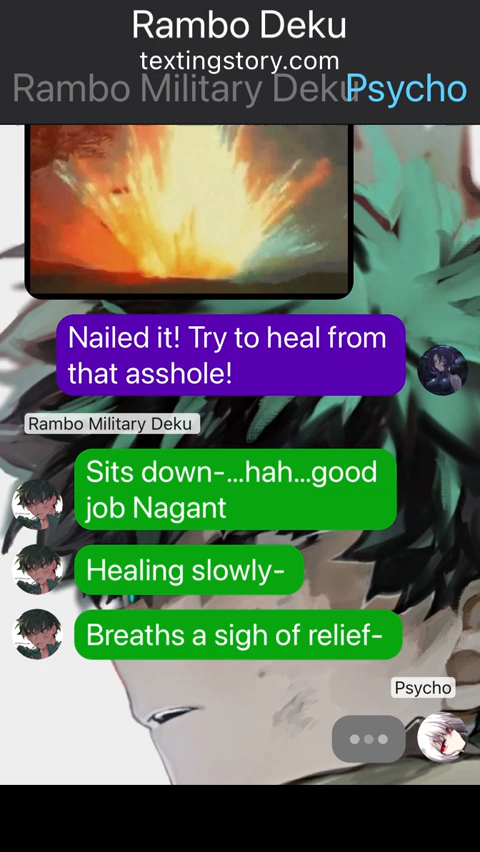 Rambo Deku
textingstory.com
Rambo Military Deku Psycho
Nailed it! Try to heal from
that asshole!
Rambo Military Deku
Sits down-...hah...good
job Nagant
Healing slowly-
Breaths a sigh of relief-
Psycho